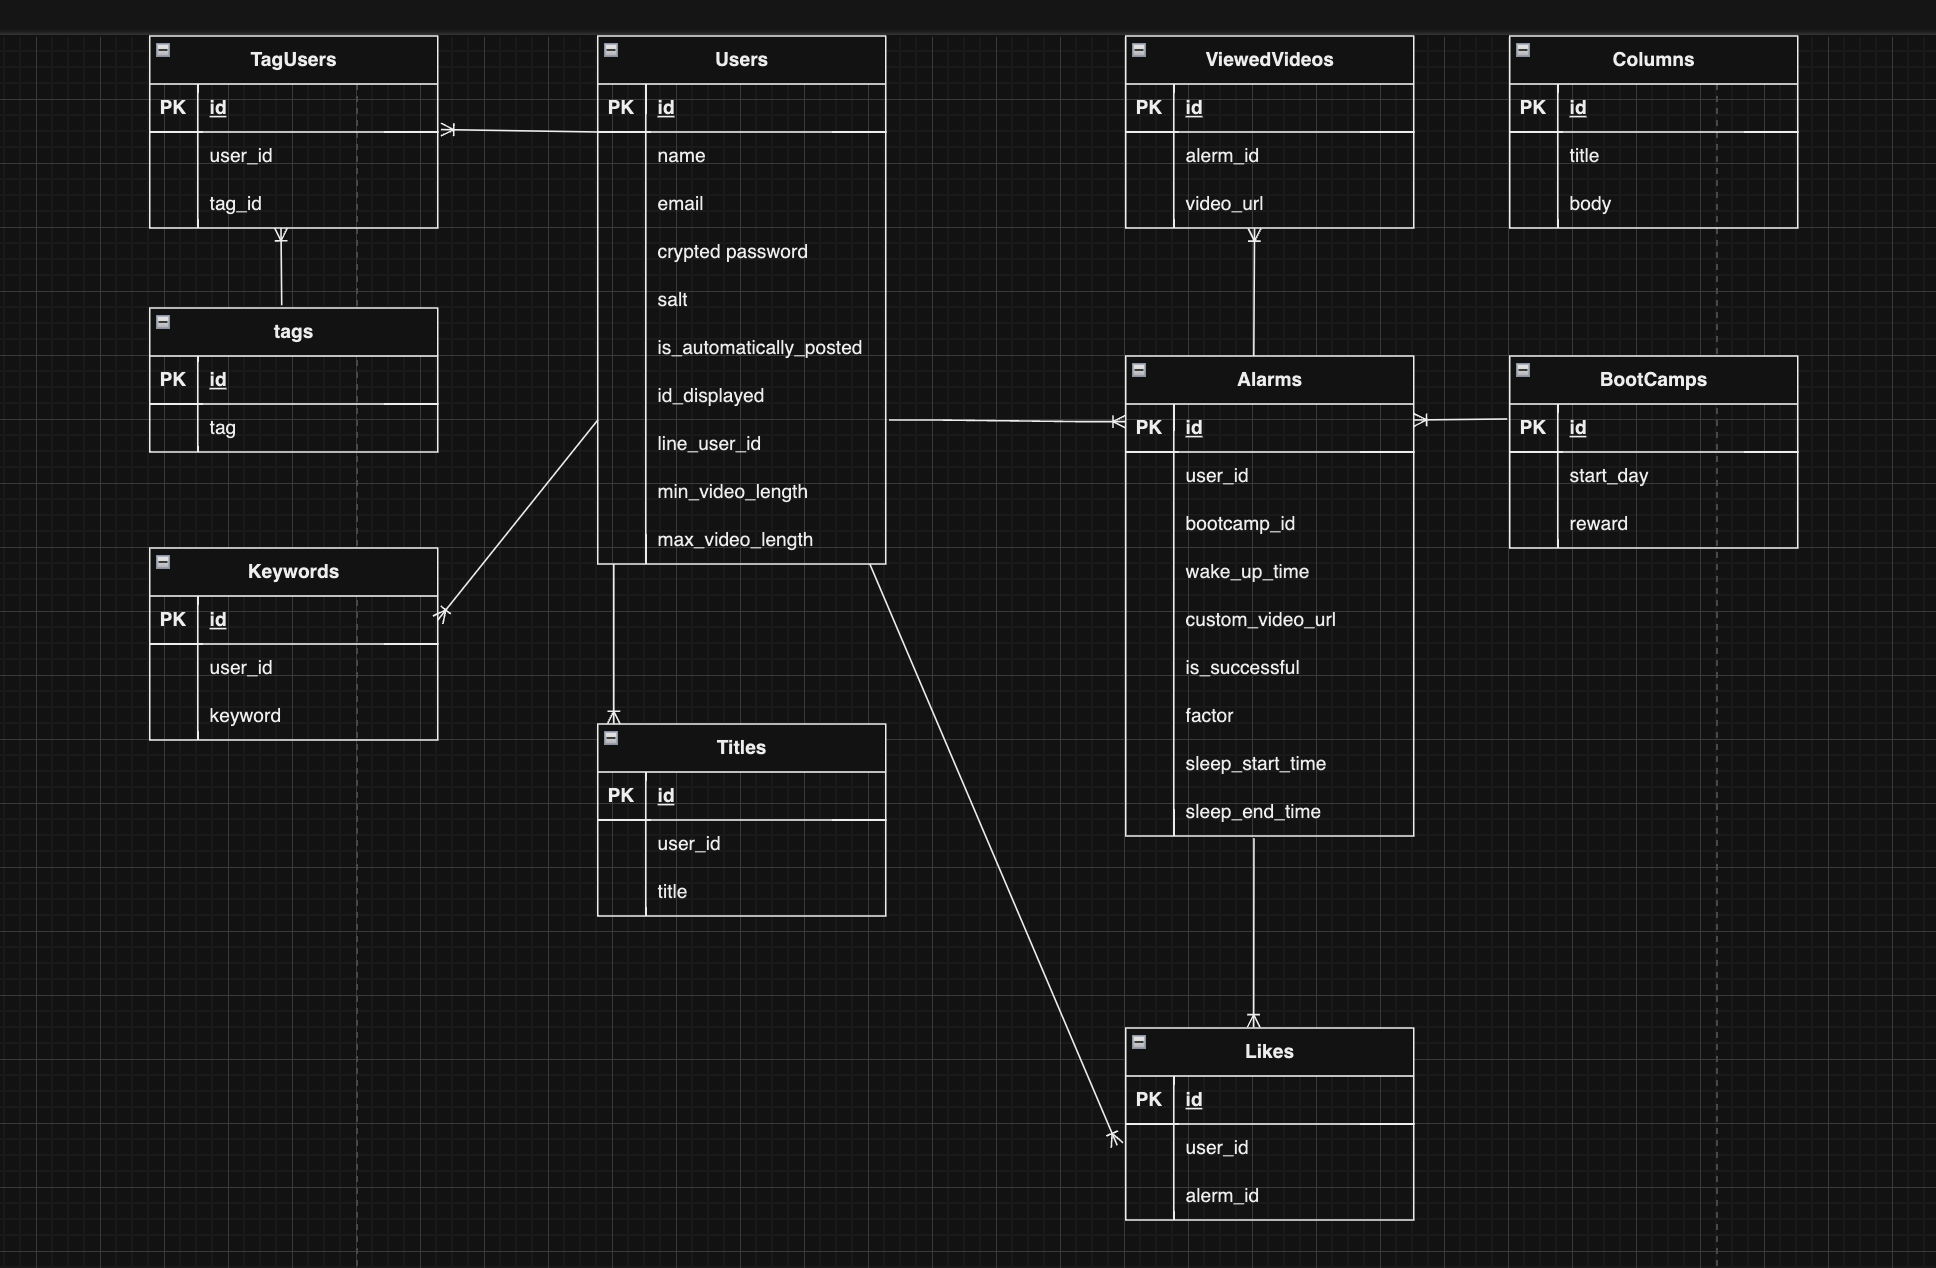 TagUsers
PK id
user_id
tag_id
tags
PK id
tag
Keywords
PK id
user_id
keyword
Users
PK id
name
email
crypted password
salt
is_automatically_posted
id_displayed
line_user_id
min_video_length
max_video_length
Titles
PK id
user_id
title
ViewedVideos
PK id
alerm_id
video_url
Alarms
PK id
user_id
bootcamp_id
wake_up_time
custom_video_url
is_successful
factor
sleep_start_time
sleep_end_time
Likes
PK id
user_id
alerm_id
Columns
PK id
title
body
BootCamps
PK id
start_day
reward